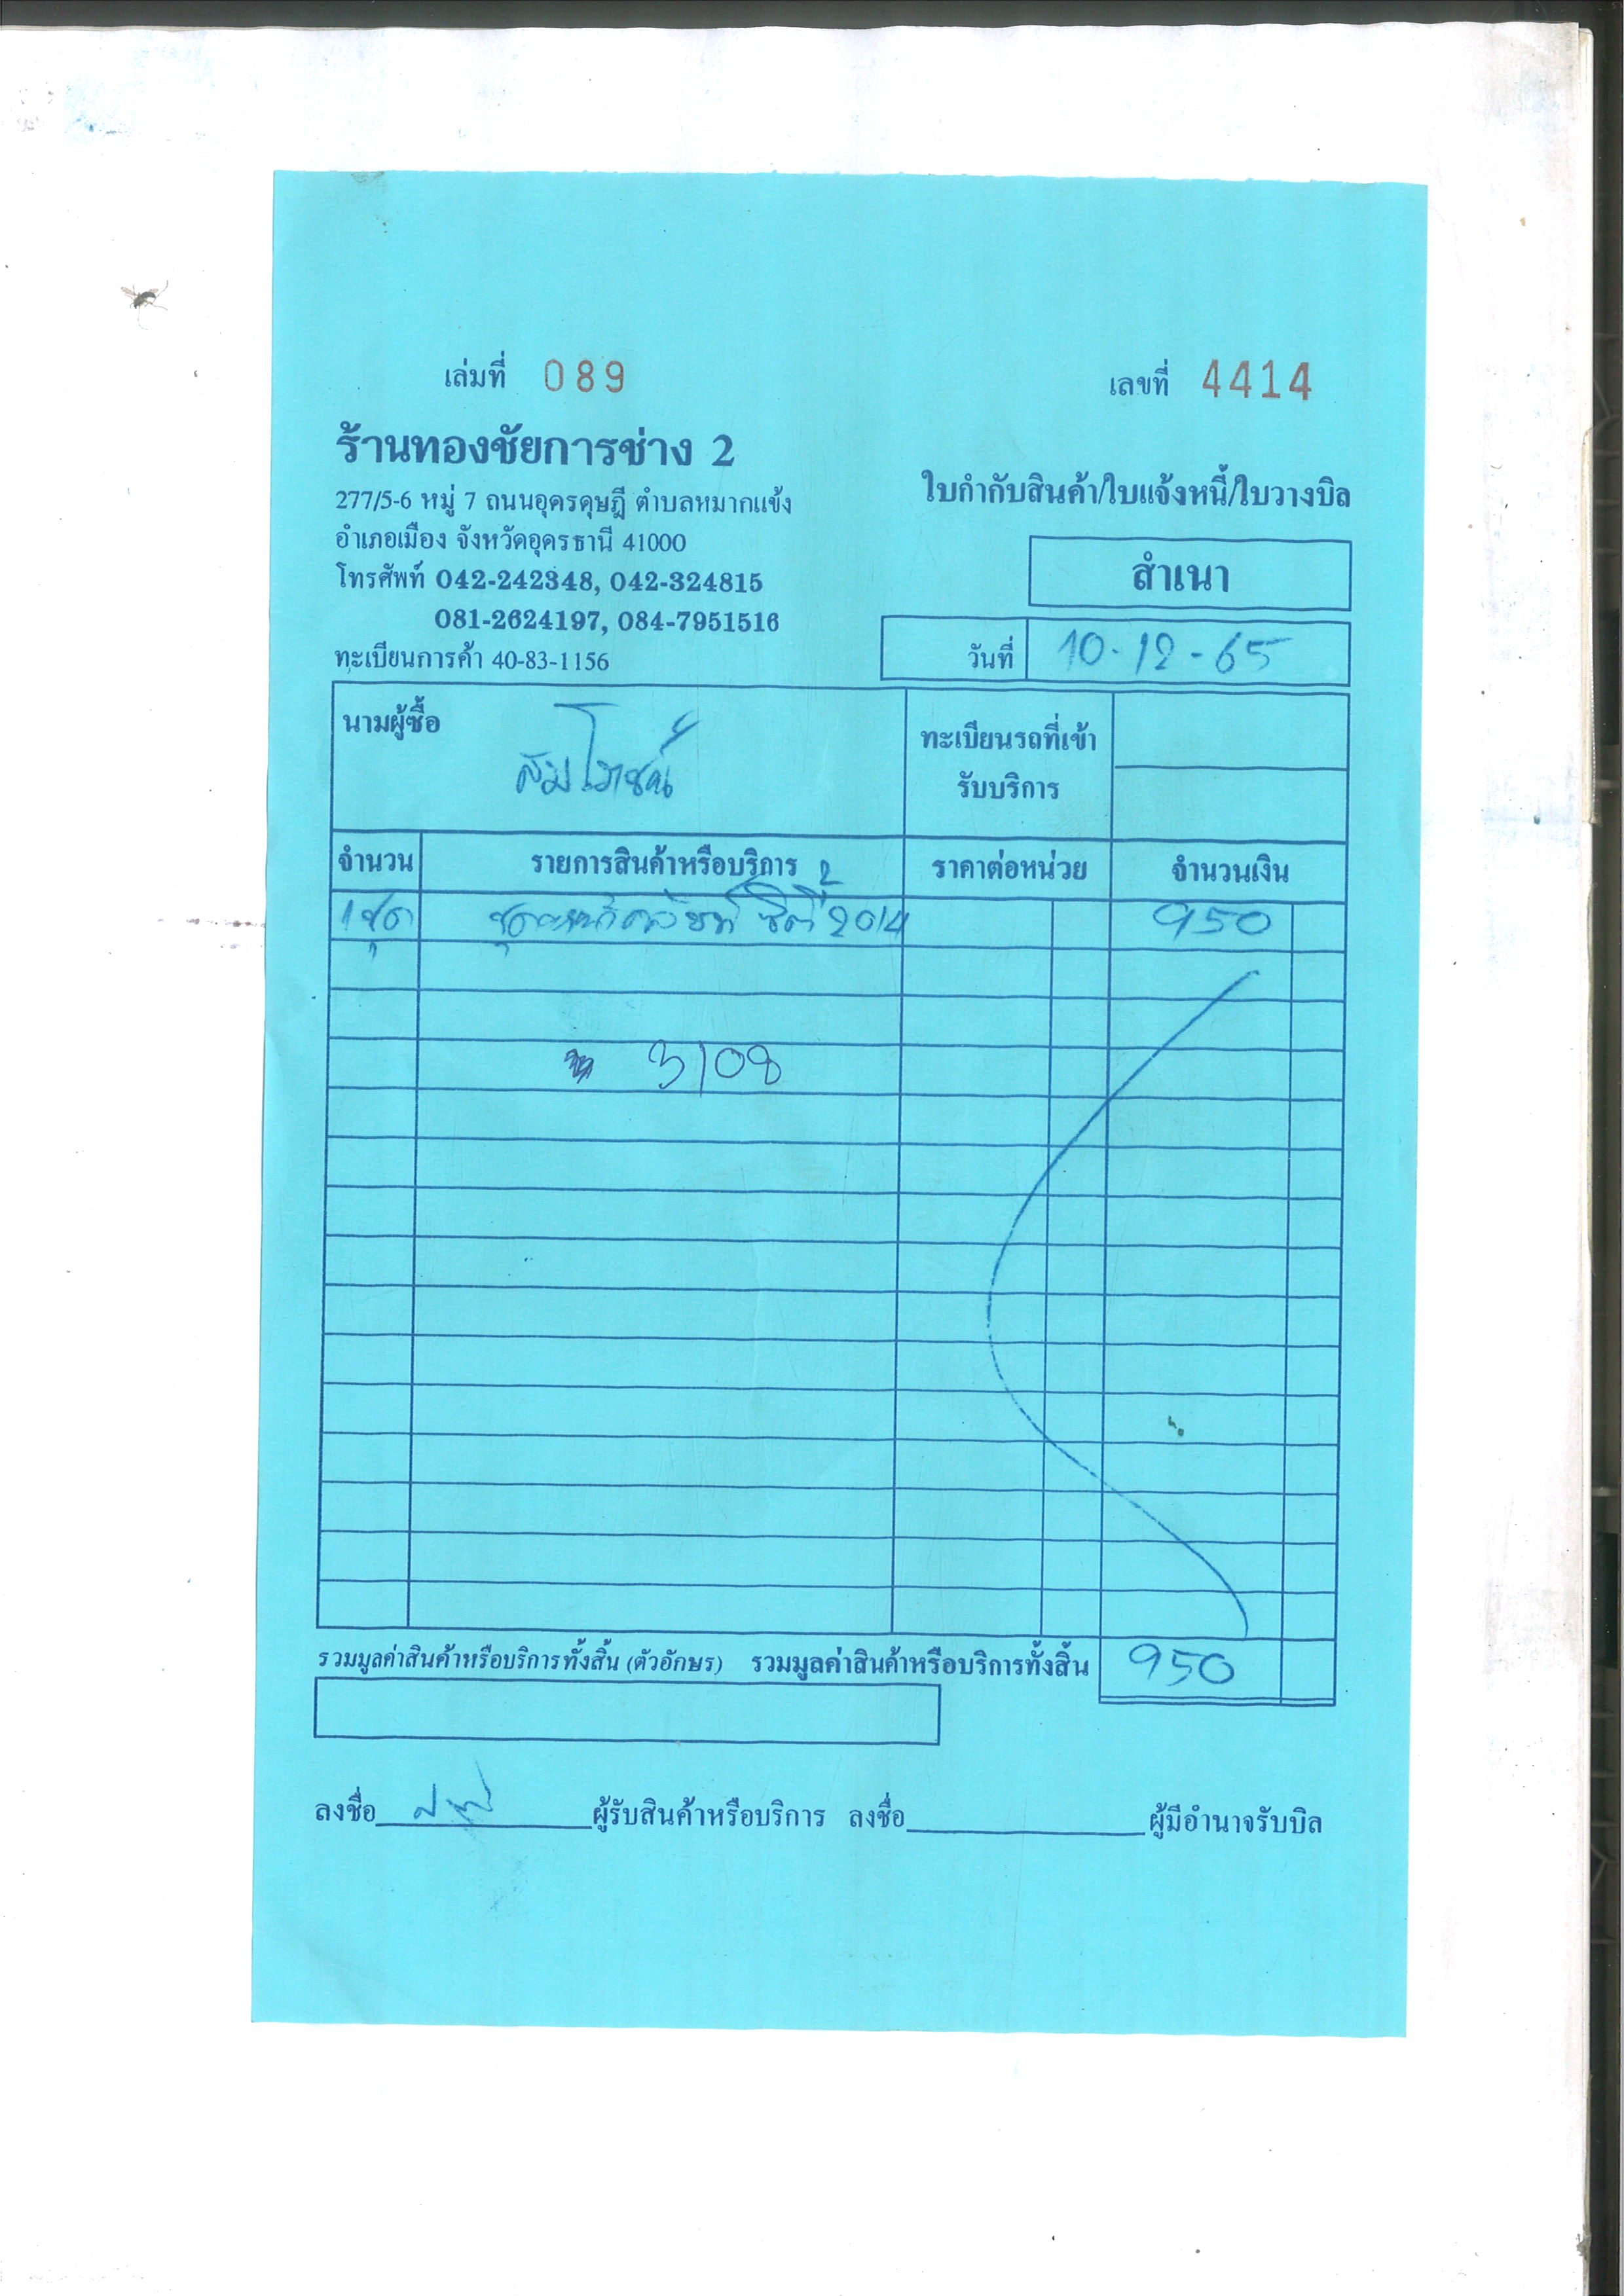 เล่มที่ 089 เลขที่ 4414
ร้านทองชัยการช่าง 2
277/5-6 หมู่ 7 ถนนอุดรดุษฎี ตำบลหมากแข้ง
อำเภอเมือง จังหวัดอุดรธานี 41000
โทรศัพท์ 042-242348, 042-324815
081-2624197, 084-7951516
ทะเบียนการค้า 40-83-1156
ใบกำกับสินค้า/ใบแจ้งหนี้/ใบวางบิล
สำเนา
วันที่ 10-12-65
นามผู้ซื้อ
ทะเบียนรถที่เข้า
รับบริการ
จำนวน รายการสินค้าหรือบริการ ราคาต่อหน่วย จำนวนเงิน
1 ชุด ชุด ซิตี้ 2014 950
3108
รวมมูลค่าสินค้าหรือบริการทั้งสิ้น (ตัวอักษร) รวมมูลค่าสินค้าหรือบริการทั้งสิ้น 950
ลงชื่อ ผู้รับสินค้าหรือบริการ ลงชื่อ ผู้มีอำนาจรับบิล